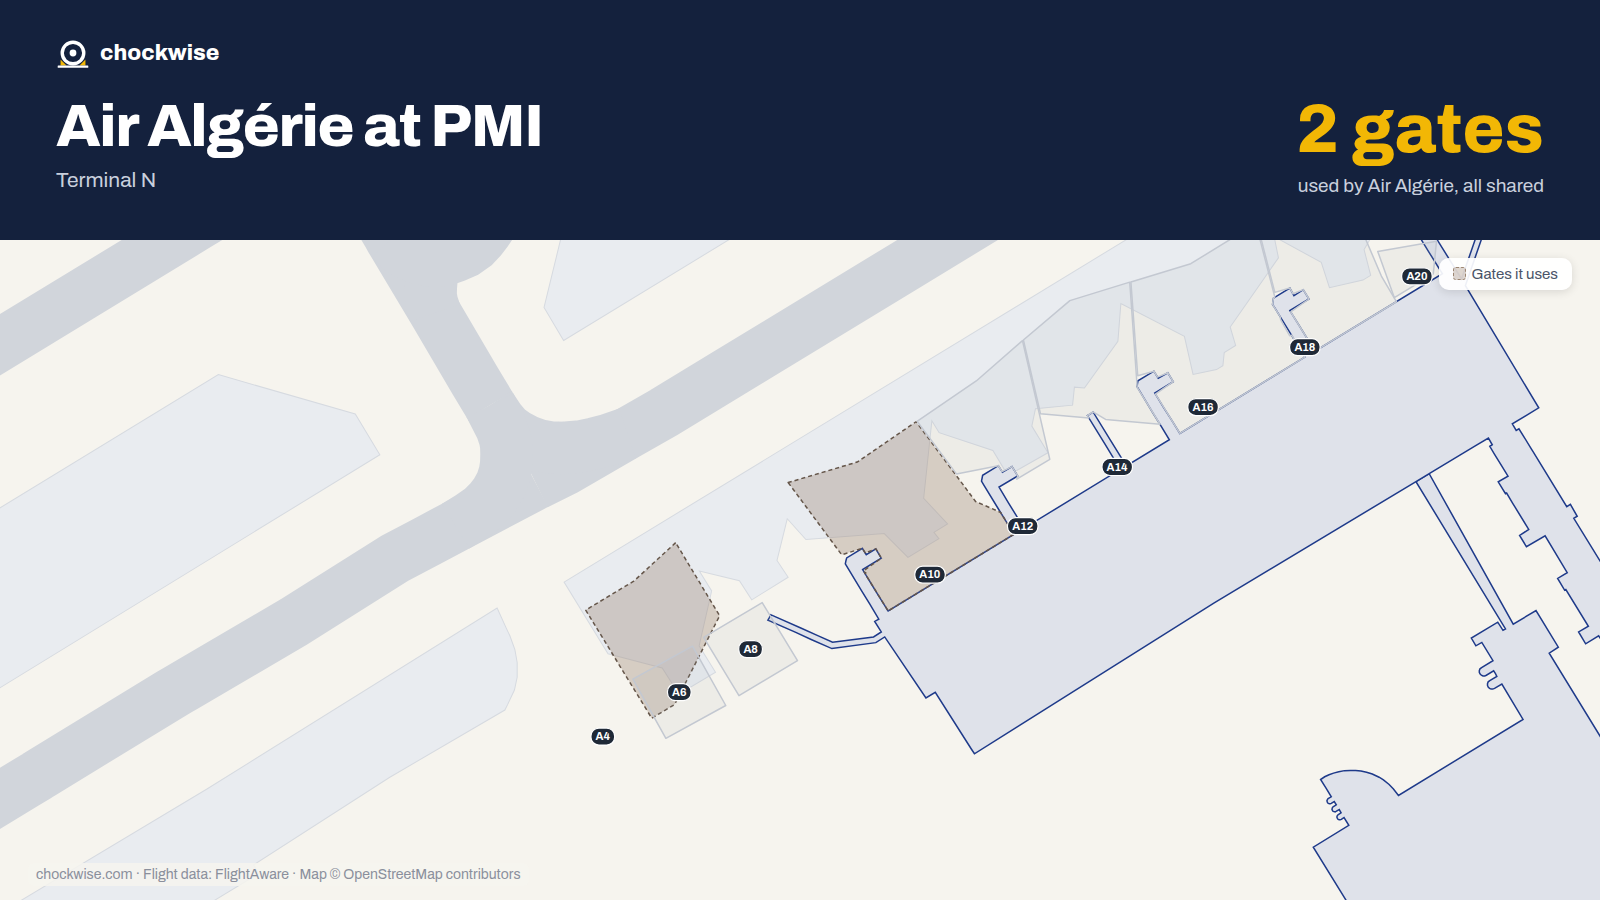 chockwise
Air Algérie at PMI
Terminal N
2 gates
used by Air Algérie, all shared
Gates it uses
A20
A18
A16
A14
A12
A10
A8
A6
A4
chockwise.com · Flight data: FlightAware · Map © OpenStreetMap contributors